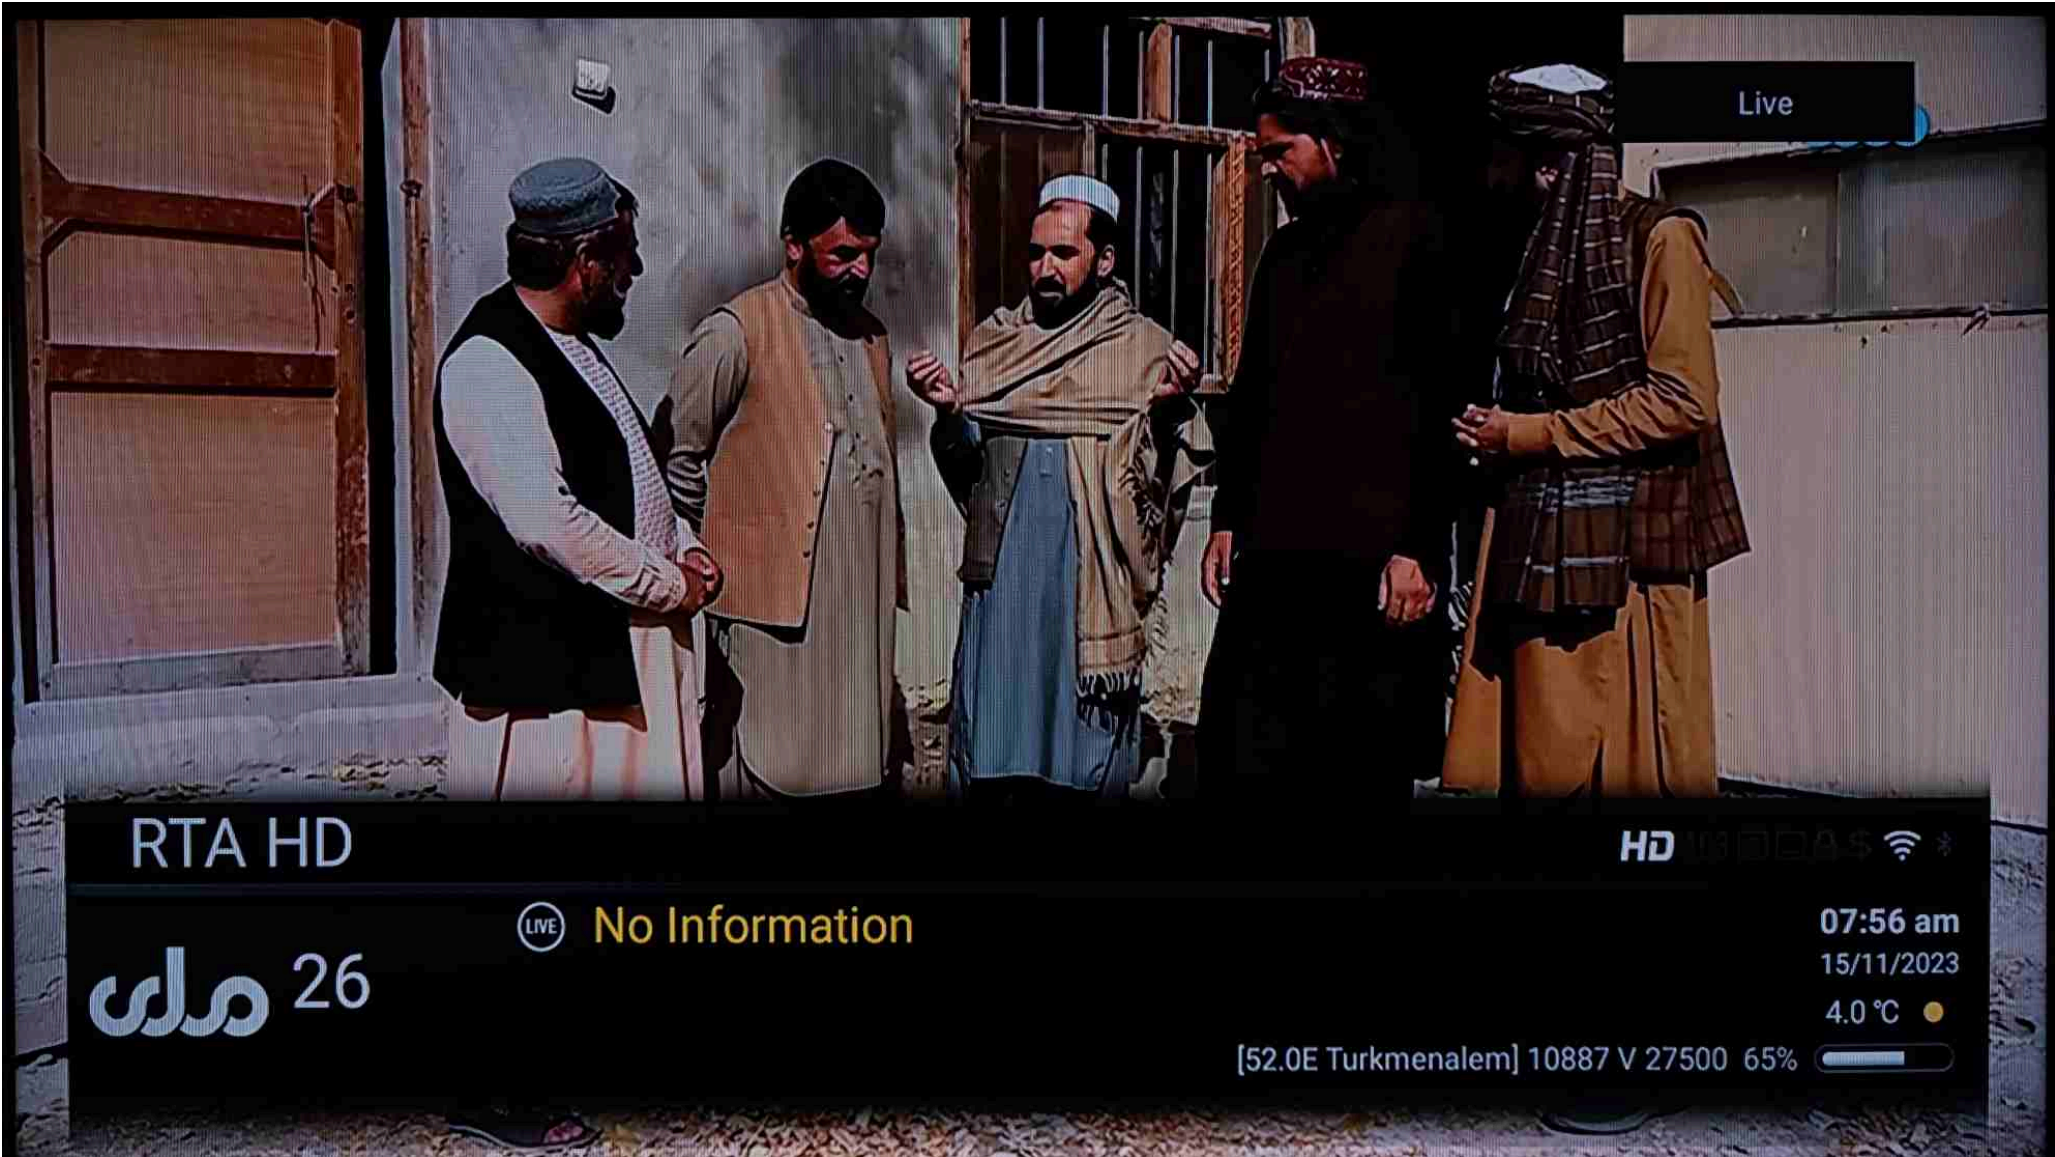 Live
RTA HD
HD
LIVE No Information
07:56 am
ملی 26
15/11/2023
4.0 °C
[52.0E Turkmenalem] 10887 V 27500 65%